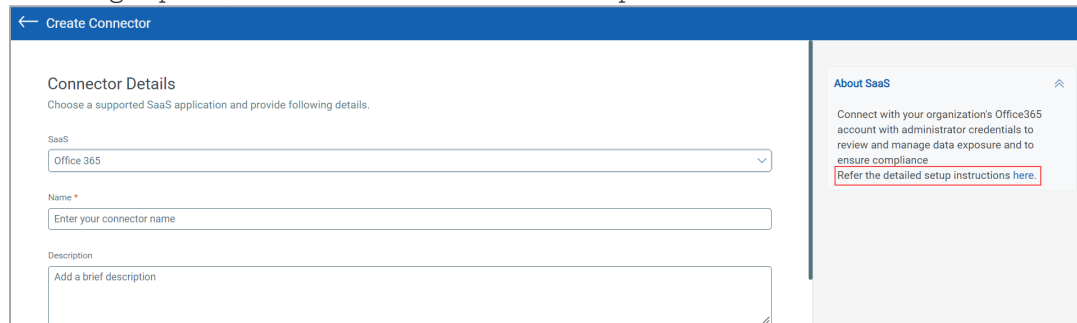 Create Connector
Connector Details
Choose a supported SaaS application and provide following details.
SaaS
Office 365
Name *
Enter your connector name
Description
Add a brief description
About SaaS
Connect with your organization's Office365
account with administrator credentials to
review and manage data exposure and to
ensure compliance
Refer the detailed setup instructions here.